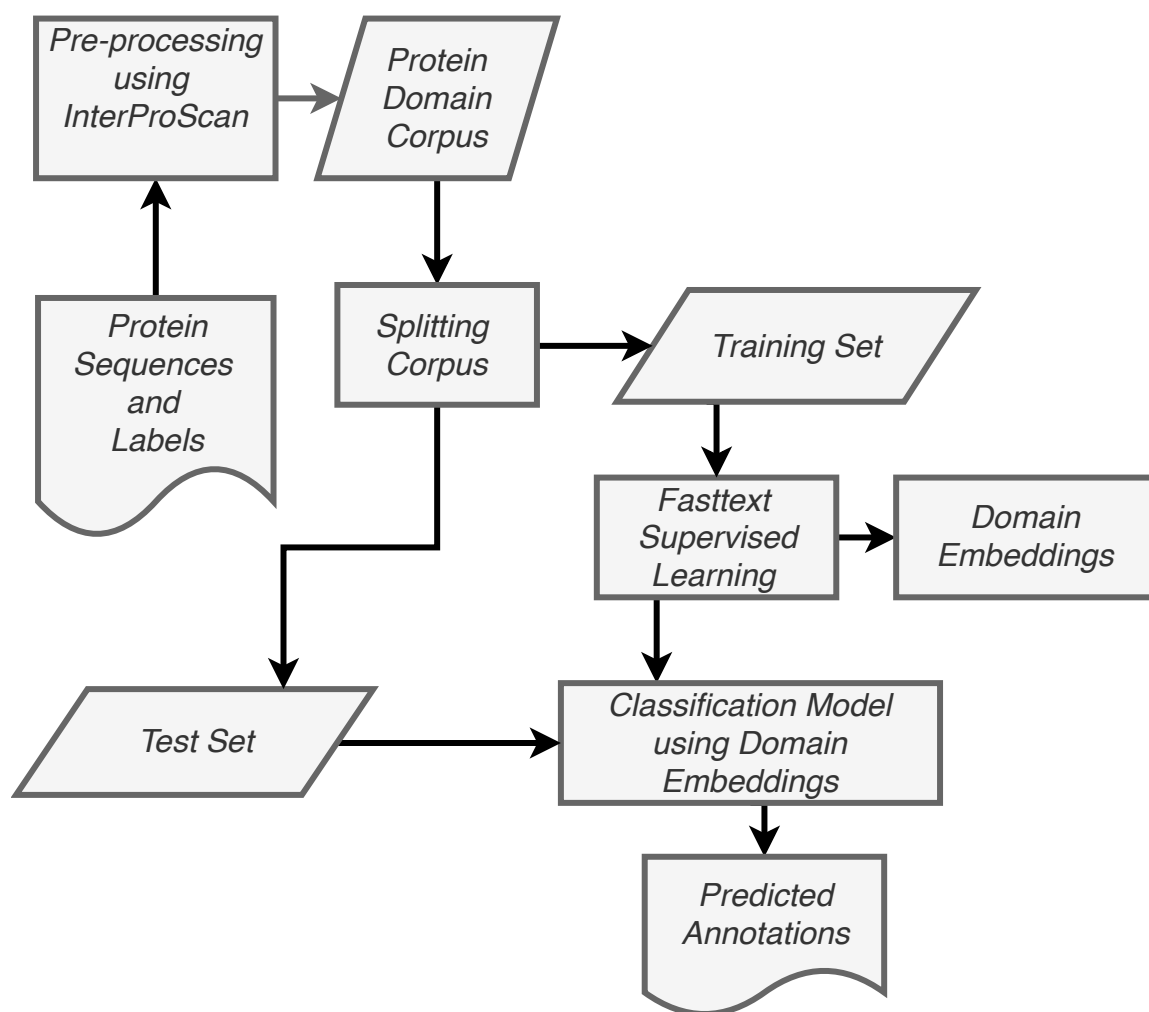 Pre-processing
using
InterProScan
Protein
Domain
Corpus
Protein
Sequences
and
Labels
Splitting
Corpus
Training Set
Fasttext
Supervised
Learning
Domain
Embeddings
Test Set
Classification Model
using Domain
Embeddings
Predicted
Annotations